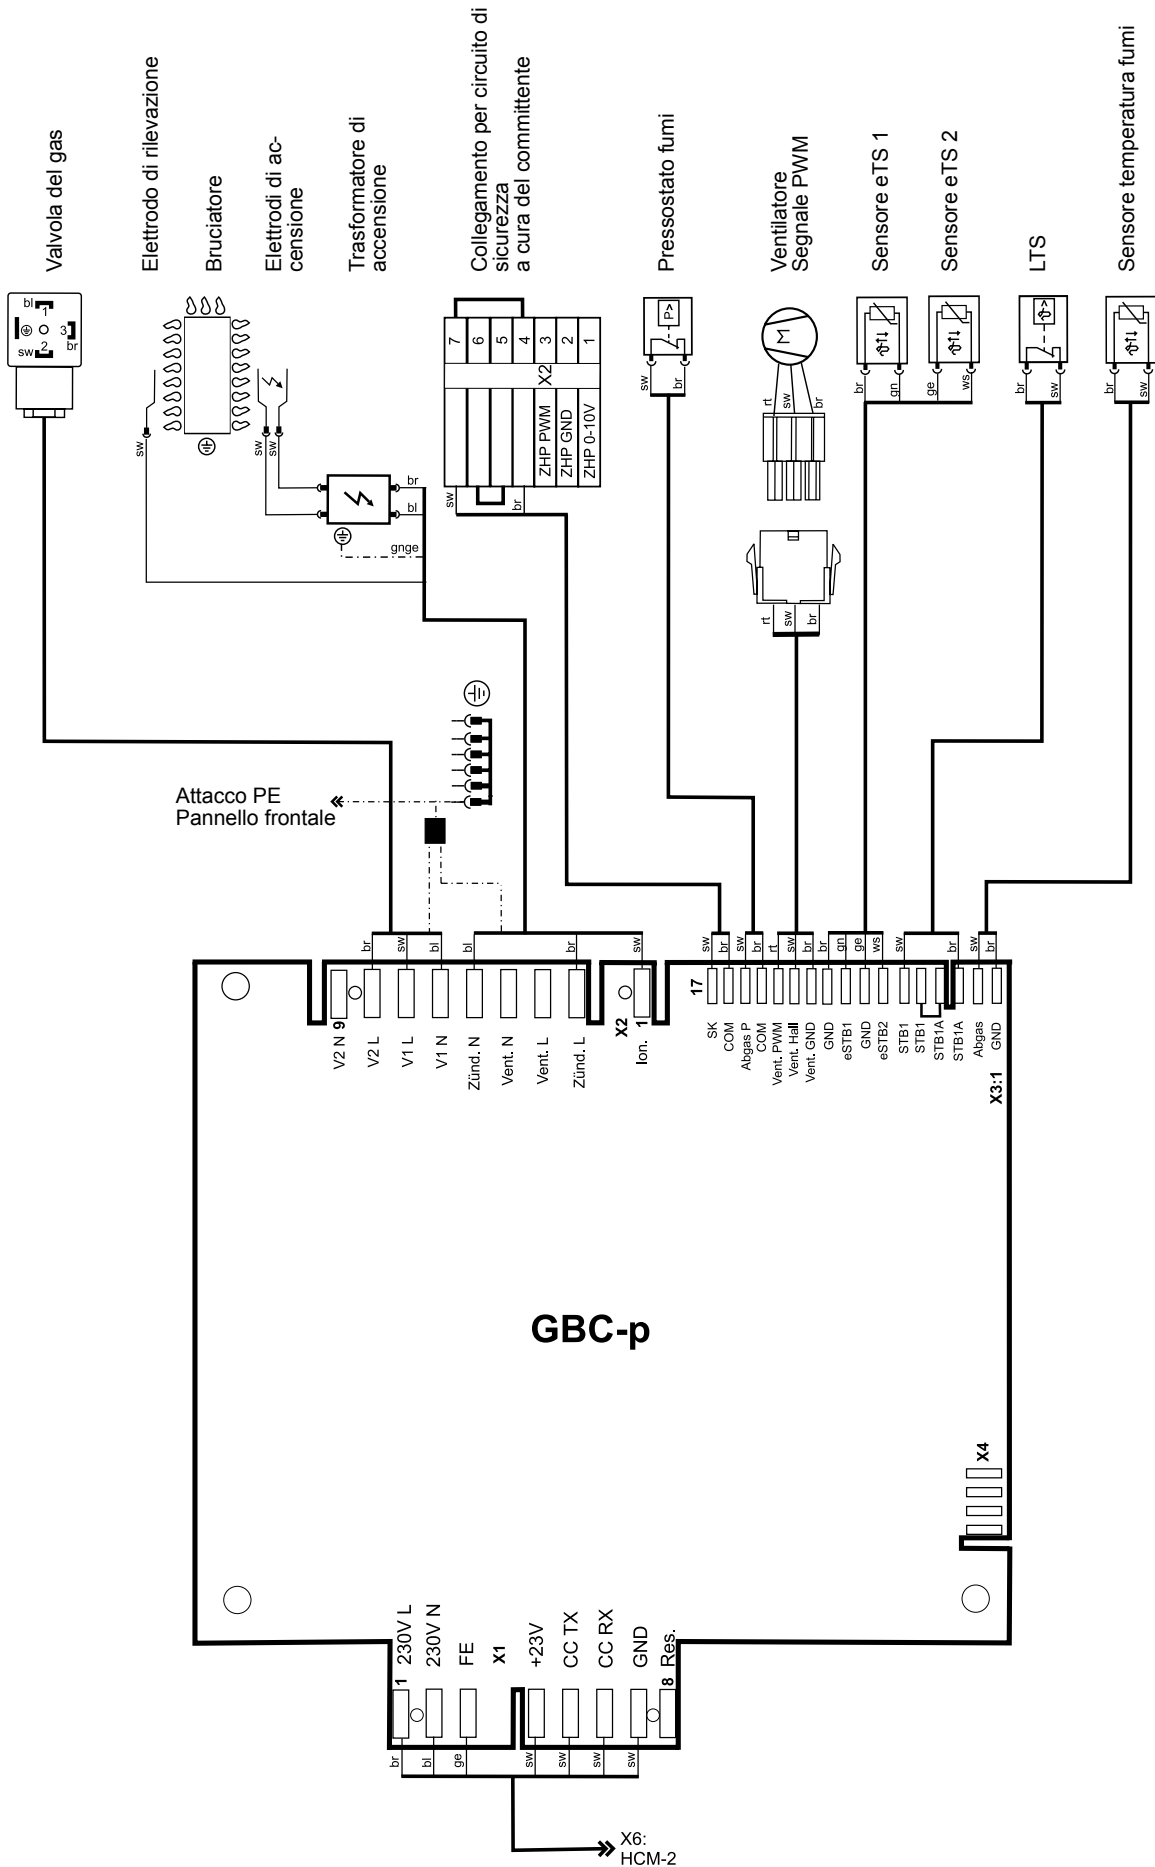 Valvola del gas
Elettrodo di rilevazione
Bruciatore
Elettrodi di ac-
censione
Trasformatore di
accensione
Collegamento per circuito di
sicurezza
a cura del committente
Pressostato fumi
Ventilatore
Segnale PWM
Sensore eTS 1
Sensore eTS 2
LTS
Sensore temperatura fumi
bl
1
sw
2
3
br
sw
sw
sw
br
bl
gnge
7
6
5
4
3
2
1
X2
ZHP PWM
ZHP GND
ZHP 0-10V
sw
br
P>
sw
br
M
rt
sw
br
rt
sw
br
ϑ
br
gn
ϑ
ge
ws
ϑ>
br
sw
ϑ
br
sw
Attacco PE
Pannello frontale
br
sw
bl
bl
br
sw
sw
br
sw
br
rt
sw
br
br
gn
ge
ws
sw
br
sw
br
V2 N 9
V2 L
V1 L
V1 N
Zünd. N
Vent. N
Vent. L
Zünd. L
X2
Ion. 1
17
SK
COM
Abgas P
COM
Vent. PWM
Vent. Hall
Vent. GND
GND
eSTB1
GND
eSTB2
STB1
STB1
STB1A
STB1A
Abgas
GND
X3:1
GBC-p
X4
1 230V L
230V N
FE
X1
+23V
CC TX
CC RX
GND
8 Res.
br
bl
ge
sw
sw
sw
sw
X6:
HCM-2